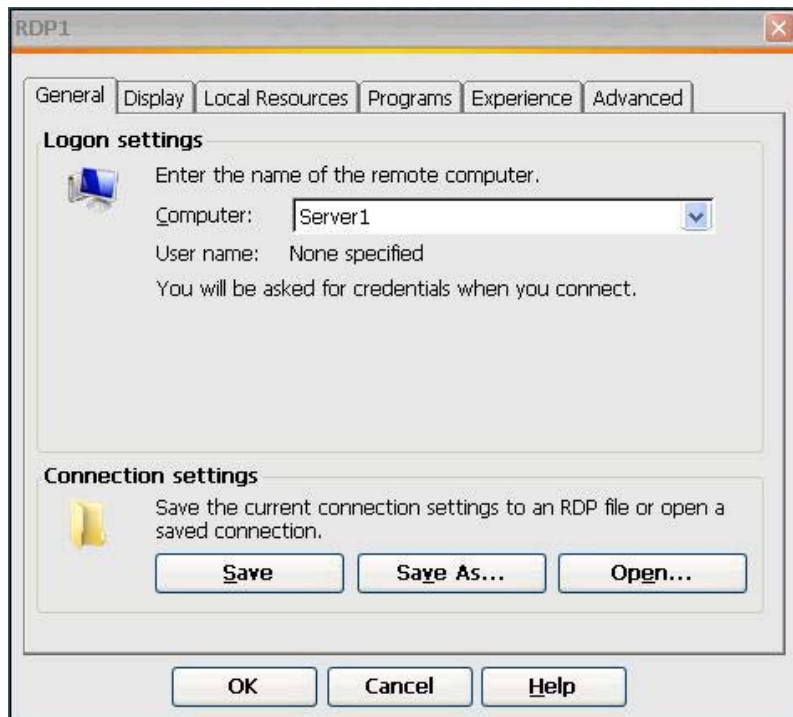 RDP1
General Display Local Resources Programs Experience Advanced
Logon settings
Enter the name of the remote computer.
Computer: Server1
User name: None specified
You will be asked for credentials when you connect.
Connection settings
Save the current connection settings to an RDP file or open a
saved connection.
Save Save As... Open...
OK Cancel Help